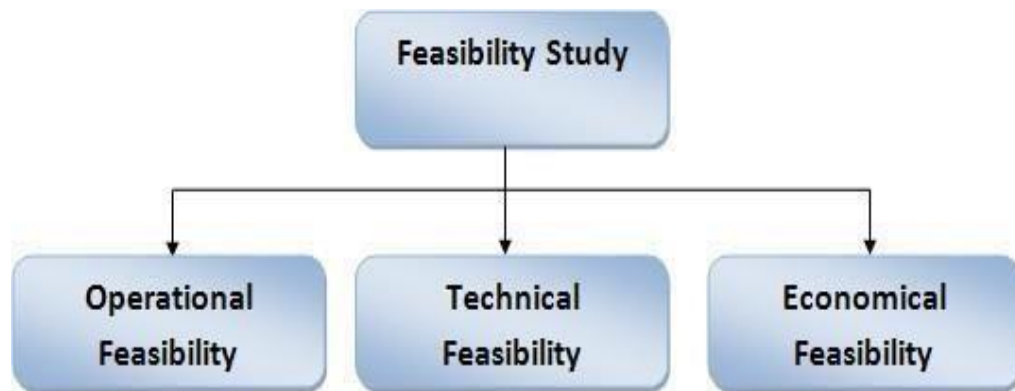 Feasibility Study
Operational
Feasibility
Technical
Feasibility
Economical
Feasibility